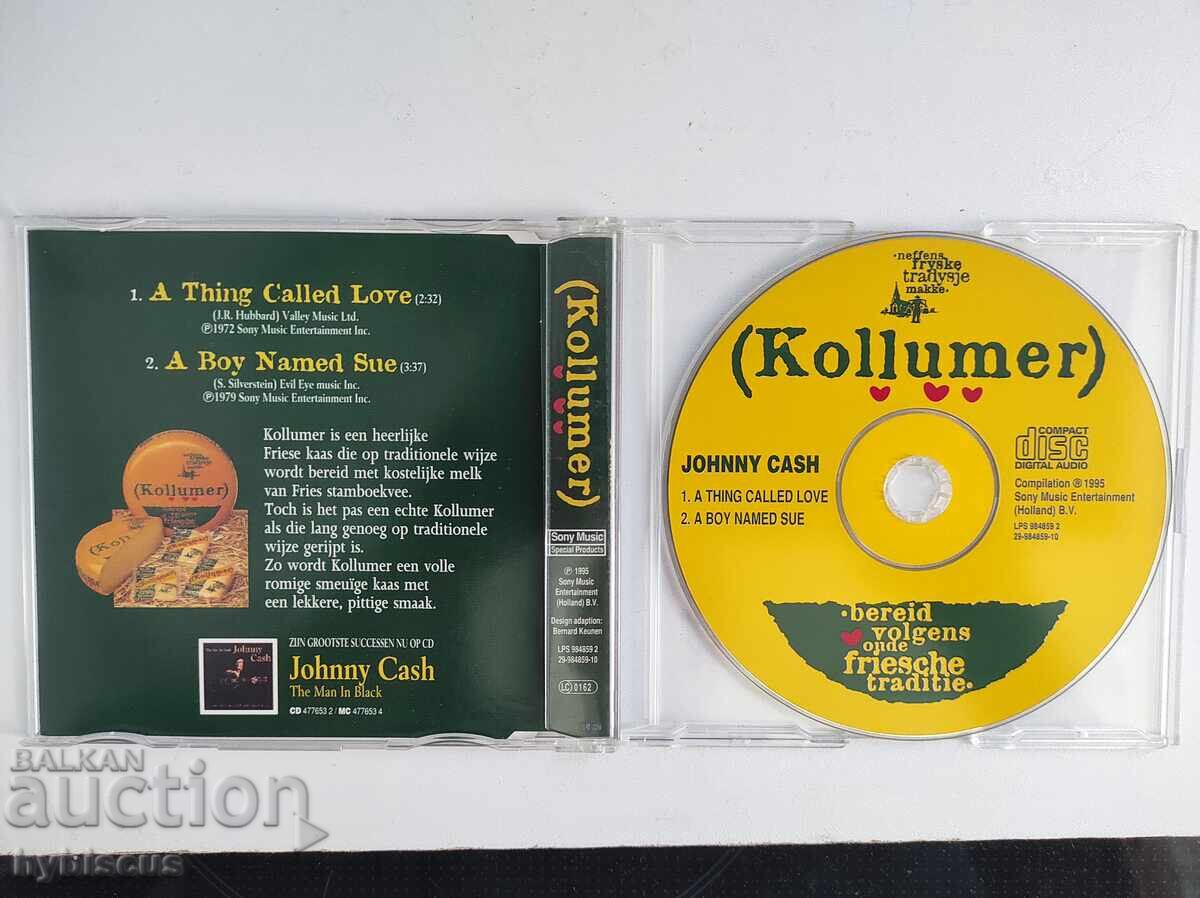 1. A Thing Called Love (2:32)
(J.R. Hubbard) Valley Music Ltd.
℗1972 Sony Music Entertainment Inc.
2. A Boy Named Sue (3:37)
(S. Silverstein) Evil Eye music Inc.
℗1979 Sony Music Entertainment Inc.
Kollumer is een heerlijke
Friese kaas die op traditionele wijze
wordt bereid met kostelijke melk
van Fries stamboekvee.
Toch is het pas een echte Kollumer
als die lang genoeg op traditionele
wijze gerijpt is.
Zo wordt Kollumer een volle
romige smeuïge kaas met
een lekkere, pittige smaak.
(Kollumer)
ZIJN GROOTSTE SUCCESSEN NU OP CD
Johnny Cash
The Man In Black
CD 477653 2 / MC 477653 4
Johnny
Cash
(Kollumer)
Sony Music
Special Products
℗ 1995
Sony Music
Entertainment
(Holland) B.V.
Design adaption:
Bernard Keunen
LPS 984859 2
29-984859-10
LC 0162
·neffens
fryske
tradysje
makke·
(Kollumer)
COMPACT
disc
DIGITAL AUDIO
JOHNNY CASH
1. A THING CALLED LOVE
2. A BOY NAMED SUE
Compilation ℗ 1995
Sony Music Entertainment
(Holland) B.V.
LPS 984859 2
29-984859-10
·bereid
volgens
oude
friesche
traditie·
BALKAN
auction
hybiscus